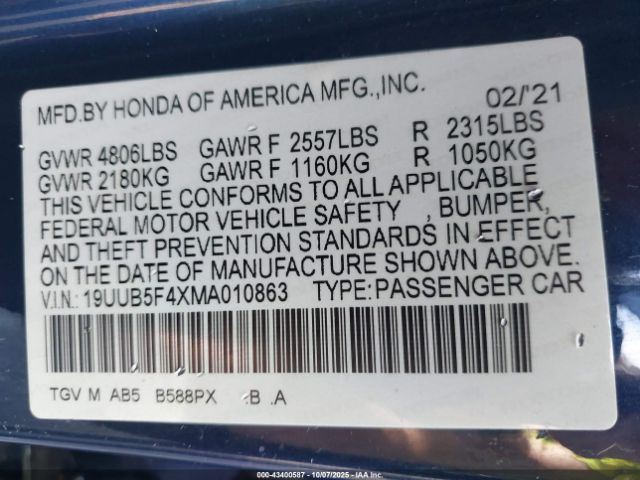 MFD.BY HONDA OF AMERICA MFG.,INC. 02/'21
GVWR 4806LBS GAWR F 2557LBS R 2315LBS
GVWR 2180KG GAWR F 1160KG R 1050KG
THIS VEHICLE CONFORMS TO ALL APPLICABLE
FEDERAL MOTOR VEHICLE SAFETY , BUMPER,
AND THEFT PREVENTION STANDARDS IN EFFECT
ON THE DATE OF MANUFACTURE SHOWN ABOVE.
V.I.N.: 19UUB5F4XMA010863 TYPE:PASSENGER CAR
TGV M AB5 B588PX .B .A
000-43400587 - 10/07/2025 - IAA Inc.